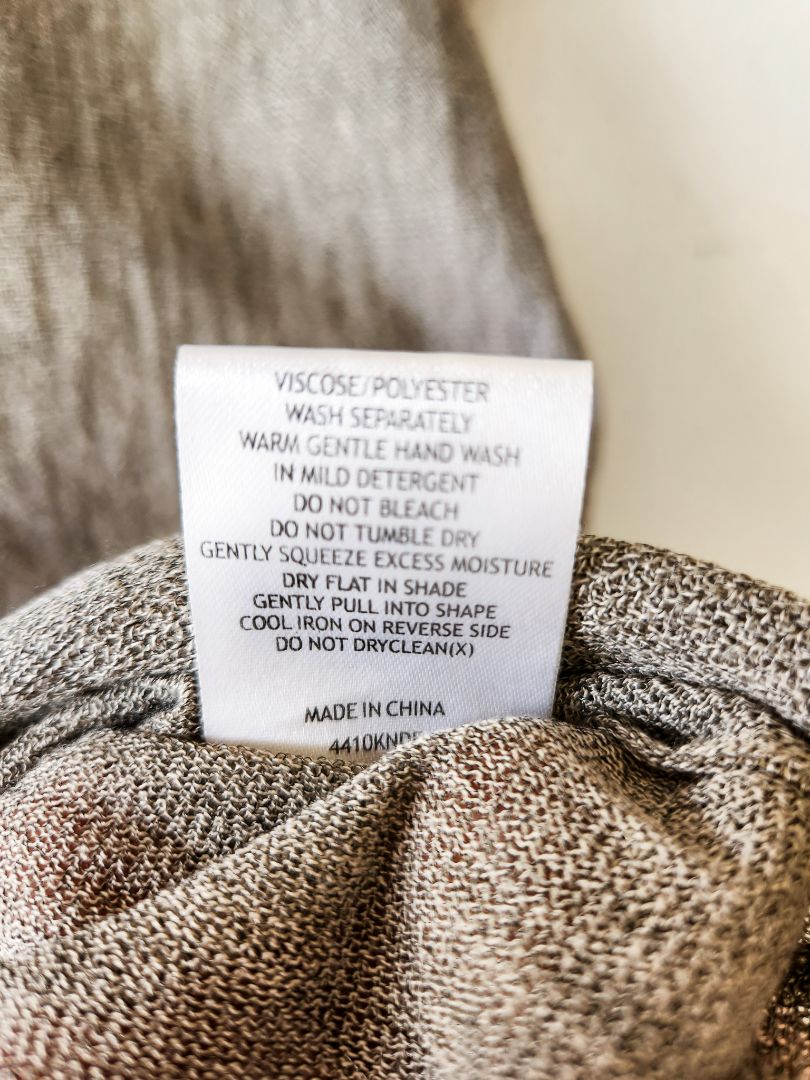 VISCOSE/POLYESTER
WASH SEPARATELY
WARM GENTLE HAND WASH
IN MILD DETERGENT
DO NOT BLEACH
DO NOT TUMBLE DRY
GENTLY SQUEEZE EXCESS MOISTURE
DRY FLAT IN SHADE
GENTLY PULL INTO SHAPE
COOL IRON ON REVERSE SIDE
DO NOT DRYCLEAN(X)
MADE IN CHINA